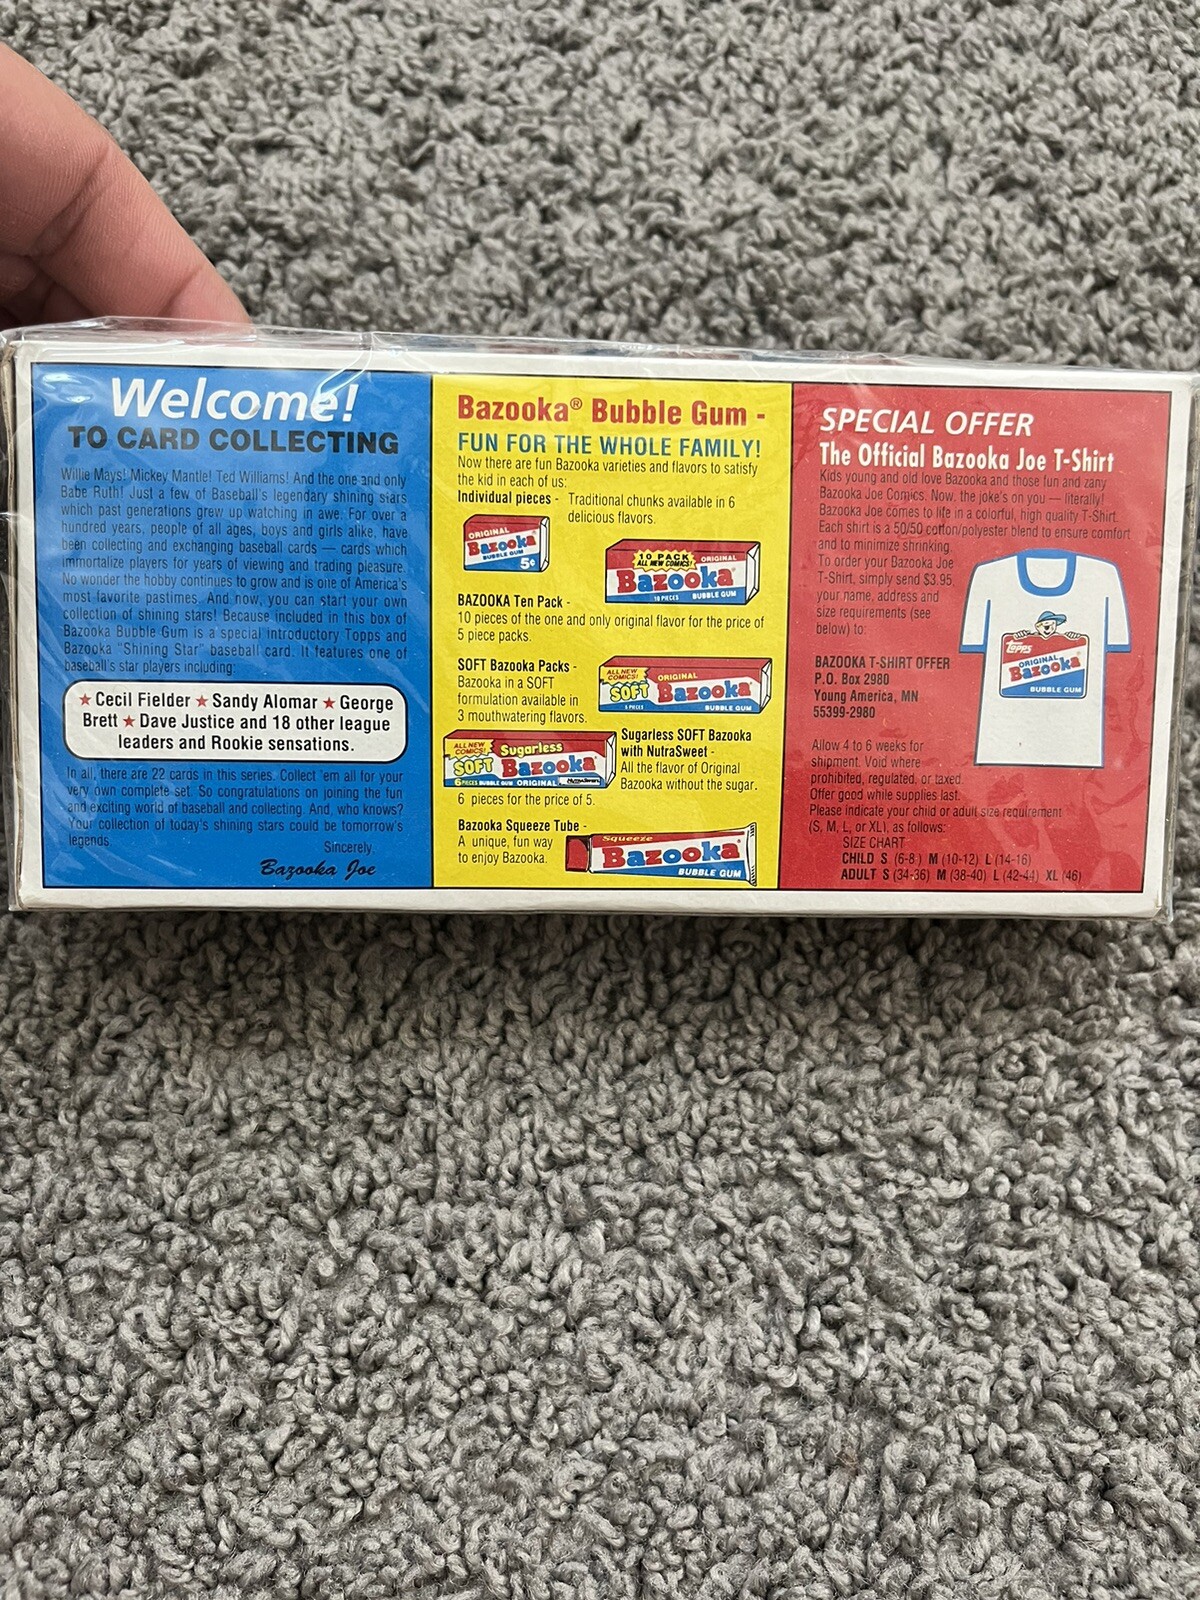 Welcome!
TO CARD COLLECTING
Willie Mays! Mickey Mantle! Ted Williams! And the one and only
Babe Ruth! Just a few of Baseball's legendary shining stars
which past generations grew up watching in awe. For over a
hundred years, people of all ages, boys and girls alike, have
been collecting and exchanging baseball cards — cards which
immortalize players for years of viewing and trading pleasure.
No wonder the hobby continues to grow and is one of America's
most favorite pastimes. And now, you can start your own
collection of shining stars! Because included in this box of
Bazooka Bubble Gum is a special introductory Topps and
Bazooka "Shining Star" baseball card. It features one of
baseball's star players including:
★ Cecil Fielder ★ Sandy Alomar ★ George
Brett ★ Dave Justice and 18 other league
leaders and Rookie sensations.
In all, there are 22 cards in this series. Collect 'em all for your
very own complete set. So congratulations on joining the fun
and exciting world of baseball and collecting. And, who knows?
Your collection of today's shining stars could be tomorrow's
legends.
Sincerely,
Bazooka Joe
Bazooka® Bubble Gum -
FUN FOR THE WHOLE FAMILY!
Now there are fun Bazooka varieties and flavors to satisfy
the kid in each of us:
Individual pieces - Traditional chunks available in 6
delicious flavors.
ORIGINAL
Bazooka
BUBBLE GUM
5¢
10 PACK
ALL NEW COMICS!
ORIGINAL
Bazooka
10 PIECES BUBBLE GUM
BAZOOKA Ten Pack -
10 pieces of the one and only original flavor for the price of
5 piece packs.
SOFT Bazooka Packs -
Bazooka in a SOFT
formulation available in
3 mouthwatering flavors.
ALL NEW
COMICS!
SOFT
ORIGINAL
Bazooka
6 PIECES BUBBLE GUM
ALL NEW
COMICS!
SOFT
Sugarless
Bazooka
6 PIECES BUBBLE GUM ORIGINAL NutraSweet
Sugarless SOFT Bazooka
with NutraSweet -
All the flavor of Original
Bazooka without the sugar.
6 pieces for the price of 5.
Bazooka Squeeze Tube -
A unique, fun way
to enjoy Bazooka.
Squeeze
Bazooka
BUBBLE GUM
SPECIAL OFFER
The Official Bazooka Joe T-Shirt
Kids young and old love Bazooka and those fun and zany
Bazooka Joe Comics. Now, the joke's on you — literally!
Bazooka Joe comes to life in a colorful, high quality T-Shirt.
Each shirt is a 50/50 cotton/polyester blend to ensure comfort
and to minimize shrinking.
To order your Bazooka Joe
T-Shirt, simply send $3.95,
your name, address and
size requirements (see
below) to:
BAZOOKA T-SHIRT OFFER
P.O. Box 2980
Young America, MN
55399-2980
Topps
ORIGINAL
Bazooka
BUBBLE GUM
Allow 4 to 6 weeks for
shipment. Void where
prohibited, regulated, or taxed.
Offer good while supplies last.
Please indicate your child or adult size requirement
(S, M, L, or XL), as follows:
SIZE CHART
CHILD S (6-8) M (10-12) L (14-16)
ADULT S (34-36) M (38-40) L (42-44) XL (46)